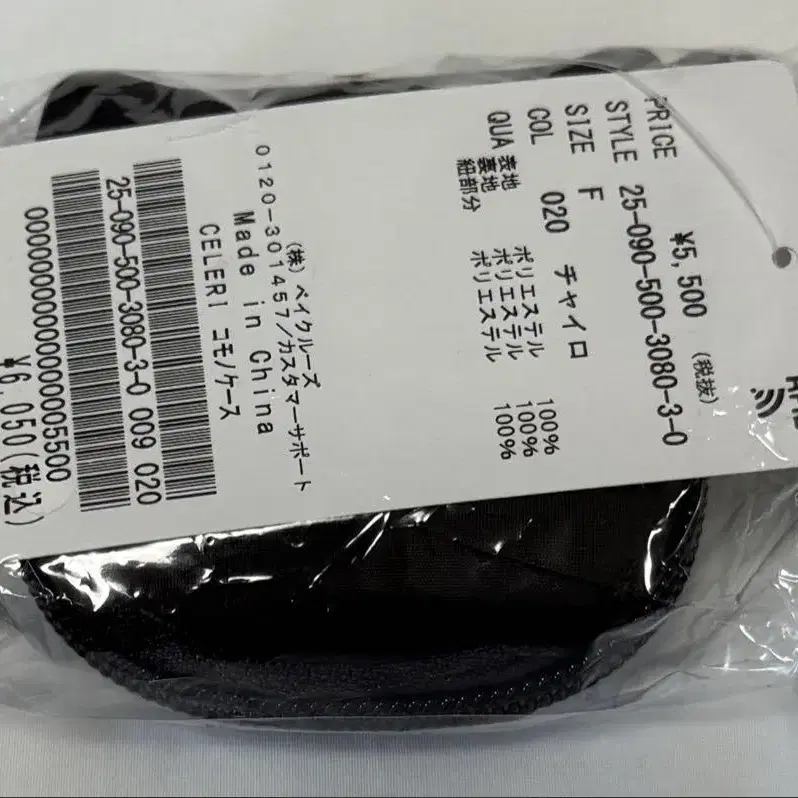 PRICE ¥5,500 (税抜)
STYLE 25-090-500-3080-3-0
SIZE F
COL 020 チャイロ
QUA 表地 ポリエステル 100%
裏地 ポリエステル 100%
細部分 ポリエステル 100%
(株)ベイクルーズ
0120-301457/カスタマーサポート
Made in China
CELERI コモノケース
25-090-500-3080-3-0 009 020
¥6,050(税込)